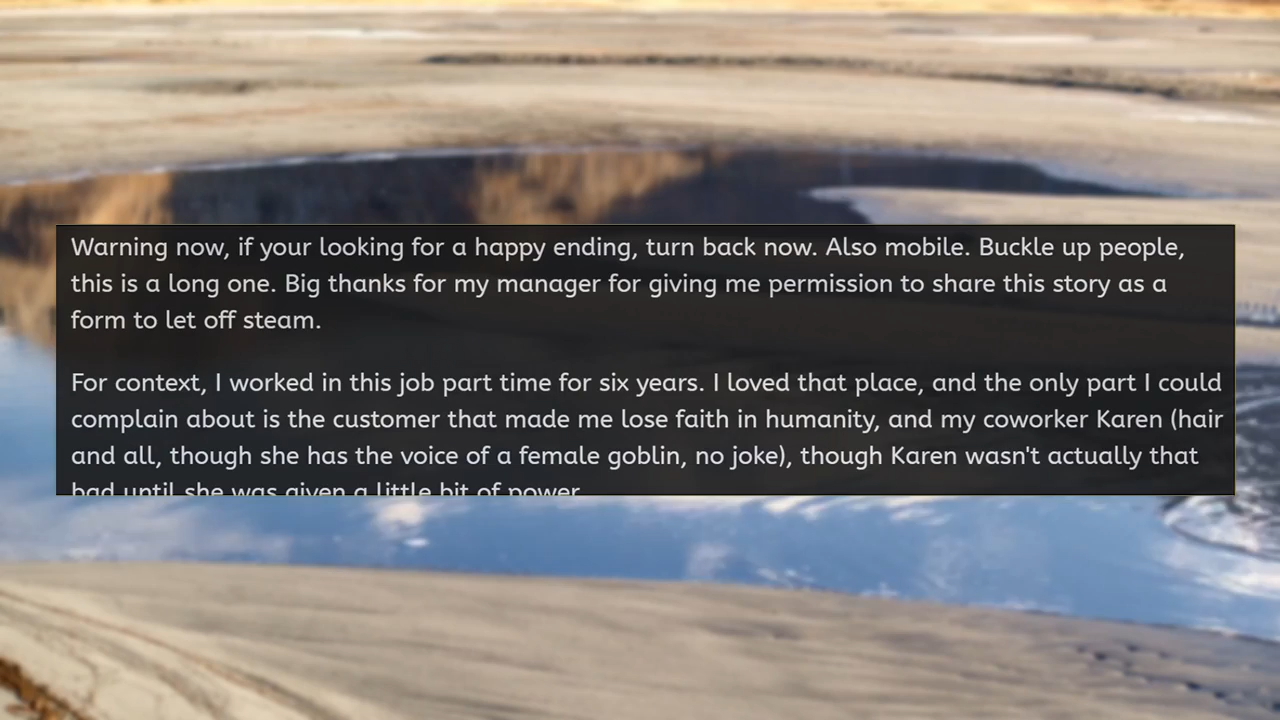 Warning now, if your looking for a happy ending, turn back now. Also mobile. Buckle up people,
this is a long one. Big thanks for my manager for giving me permission to share this story as a
form to let off steam.
For context, I worked in this job part time for six years. I loved that place, and the only part I could
complain about is the customer that made me lose faith in humanity, and my coworker Karen (hair
and all, though she has the voice of a female goblin, no joke), though Karen wasn't actually that
bad until she was given a little bit of power.